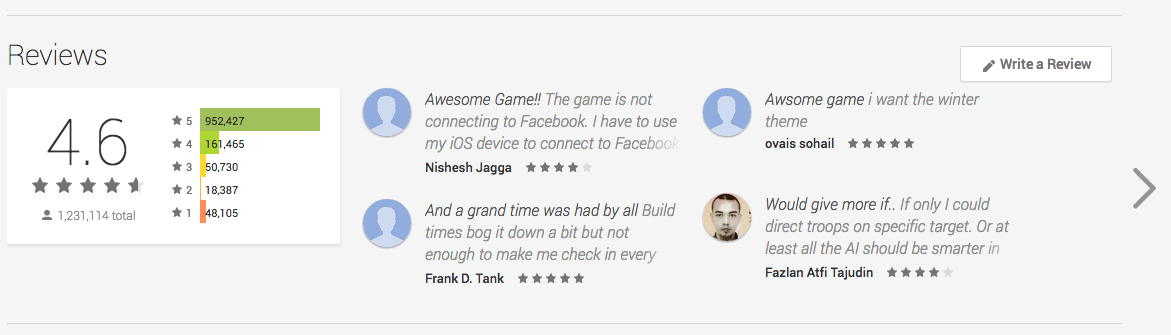 Reviews
Write a Review
4.6
1,231,114 total
5 952,427
4 161,465
3 50,730
2 18,387
1 48,105
Awesome Game!! The game is not
connecting to Facebook. I have to use
my iOS device to connect to Facebook
Nishesh Jagga
Awsome game i want the winter
theme
ovais sohail
And a grand time was had by all Build
times bog it down a bit but not
enough to make me check in every
Frank D. Tank
Would give more if.. If only I could
direct troops on specific target. Or at
least all the AI should be smarter in
Fazlan Atfi Tajudin